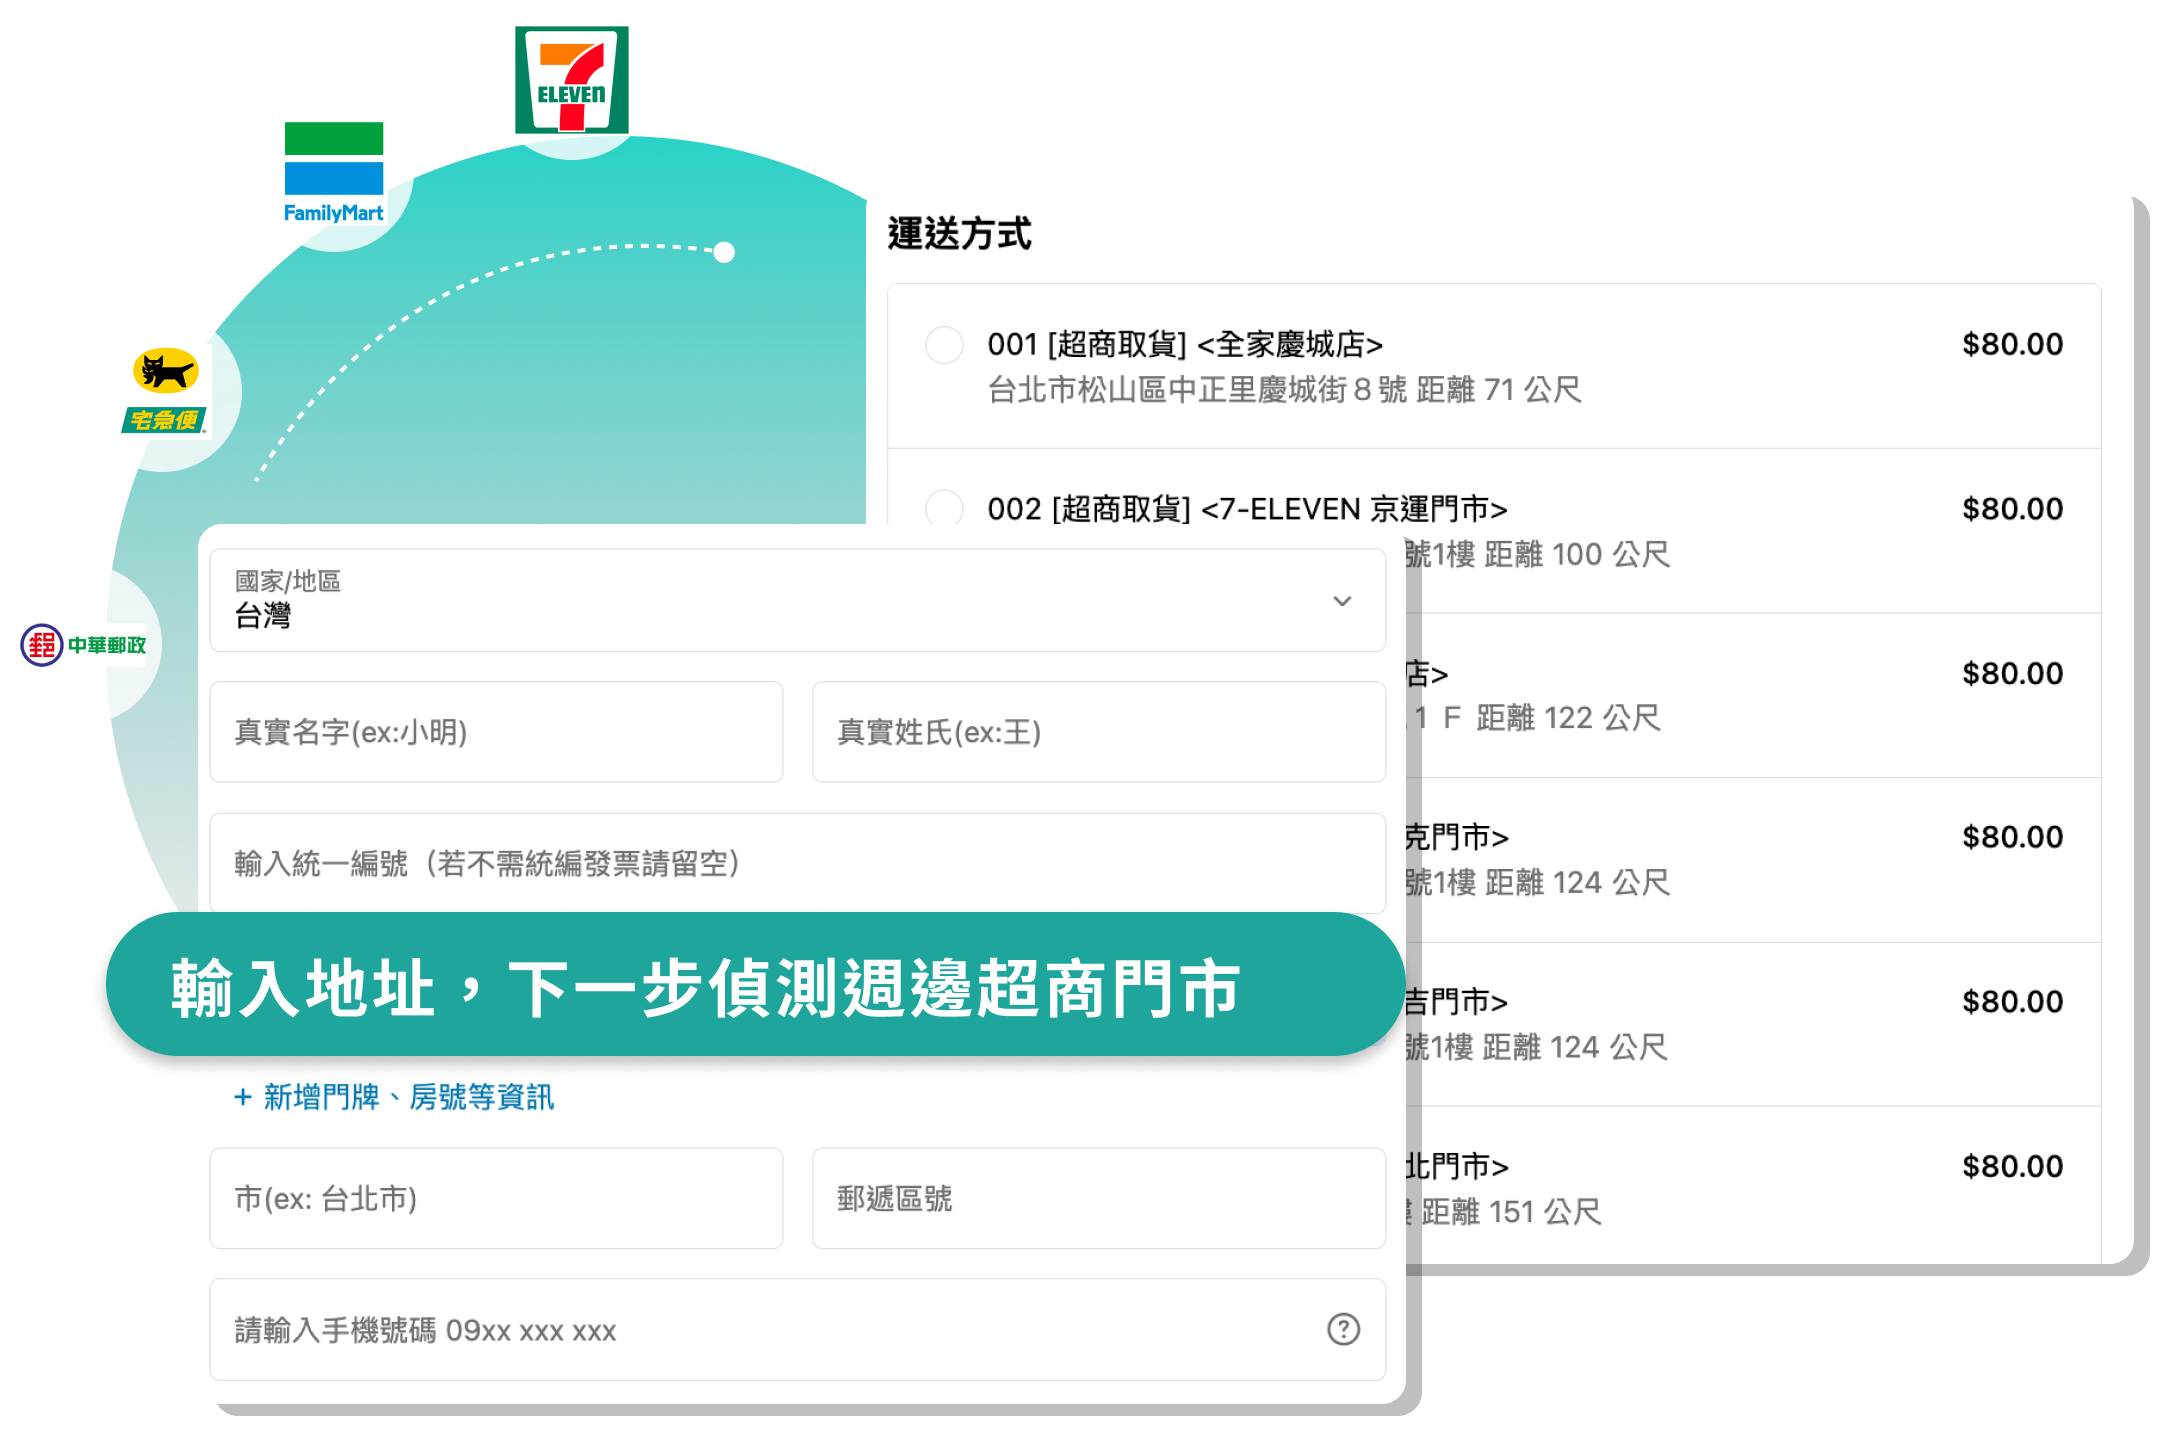 7
ELEVEN
FamilyMart
宅急便
郵 中華郵政
運送方式
001 [超商取貨] <全家慶城店> $80.00
台北市松山區中正里慶城街８號 距離 71 公尺
002 [超商取貨] <7-ELEVEN 京運門市> $80.00
號1樓 距離 100 公尺
店> $80.00
１Ｆ 距離 122 公尺
克門市> $80.00
號1樓 距離 124 公尺
吉門市> $80.00
號1樓 距離 124 公尺
北門市> $80.00
距離 151 公尺
國家/地區
台灣
真實名字(ex:小明)
真實姓氏(ex:王)
輸入統一編號（若不需統編發票請留空）
輸入地址，下一步偵測週邊超商門市
+ 新增門牌、房號等資訊
市(ex: 台北市)
郵遞區號
請輸入手機號碼 09xx xxx xxx
?